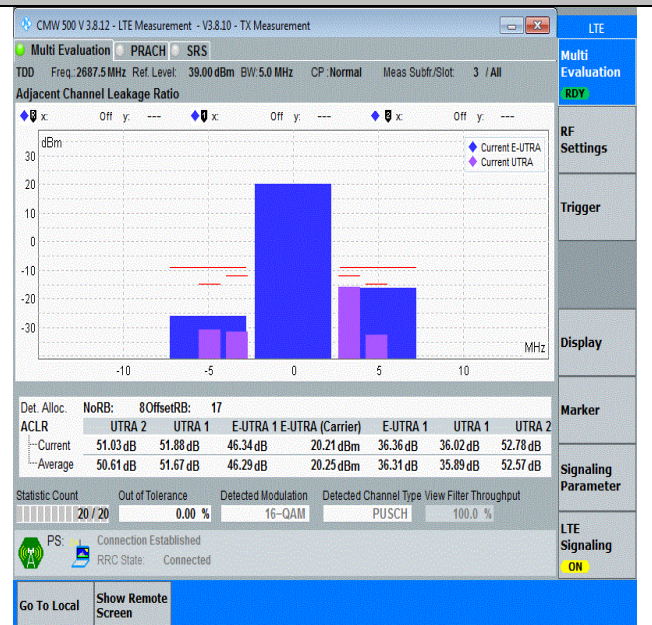 CMW 500 V 3.8.12 - LTE Measurement - V3.8.10 - TX Measurement
LTE
Multi Evaluation PRACH SRS
TDD Freq.:2687.5 MHz Ref. Level: 39.00 dBm BW:5.0 MHz CP :Normal Meas Subfr./Slot: 3 / All
Adjacent Channel Leakage Ratio
x: Off y: --- x: Off y: --- x: Off y: ---
dBm
Current E-UTRA
Current UTRA
30
20
10
0
-10
-20
-30
MHz
-10 -5 0 5 10
Det. Alloc. NoRB: 8 OffsetRB: 17
ACLR UTRA 2 UTRA 1 E-UTRA 1 E-UTRA (Carrier) E-UTRA 1 UTRA 1 UTRA 2
Current 51.03 dB 51.88 dB 46.34 dB 20.21 dBm 36.36 dB 36.02 dB 52.78 dB
Average 50.61 dB 51.67 dB 46.29 dB 20.25 dBm 36.31 dB 35.89 dB 52.57 dB
Statistic Count Out of Tolerance Detected Modulation Detected Channel Type View Filter Throughput
20 / 20 0.00 % 16-QAM PUSCH 100.0 %
PS: Connection Established
RRC State: Connected
Go To Local
Show Remote
Screen
Multi
Evaluation
RDY
RF
Settings
Trigger
Display
Marker
Signaling
Parameter
LTE
Signaling
ON